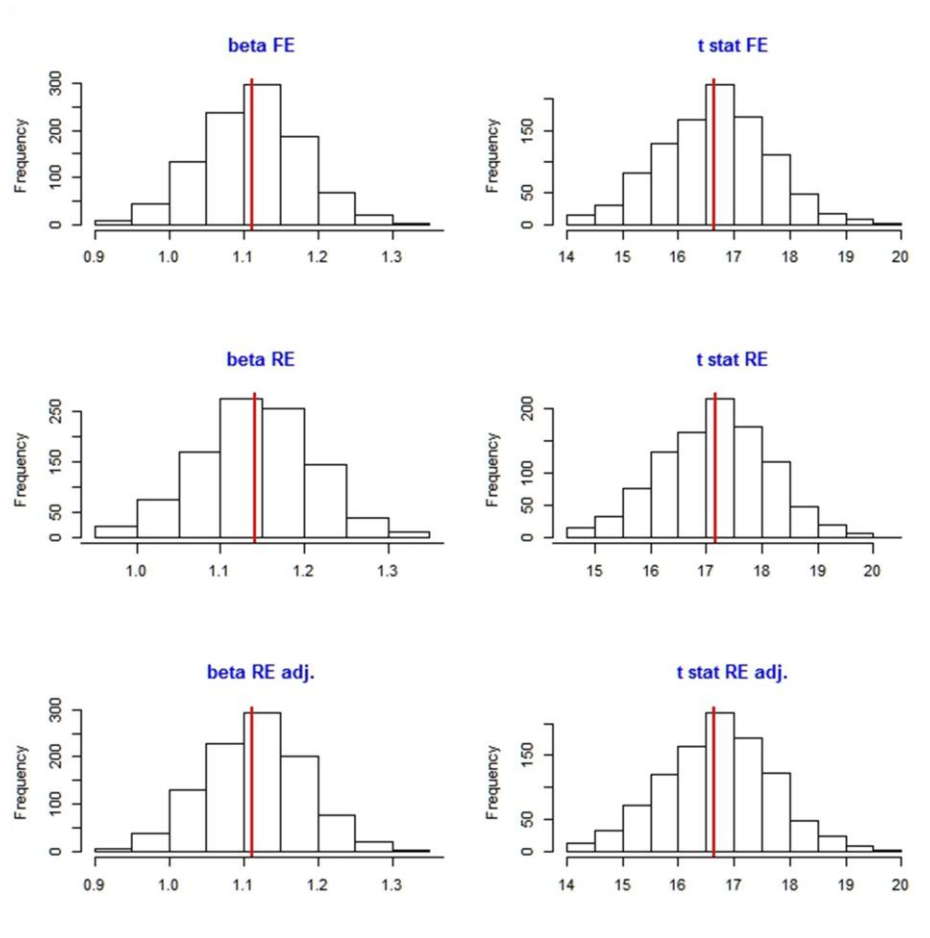 beta FE
Frequency
0 100 200 300
0.9 1.0 1.1 1.2 1.3
t stat FE
Frequency
0 50 150
14 15 16 17 18 19 20
beta RE
Frequency
0 50 150 250
1.0 1.1 1.2 1.3
t stat RE
Frequency
0 50 100 200
15 16 17 18 19 20
beta RE adj.
Frequency
0 100 200 300
0.9 1.0 1.1 1.2 1.3
t stat RE adj.
Frequency
0 50 150
14 15 16 17 18 19 20